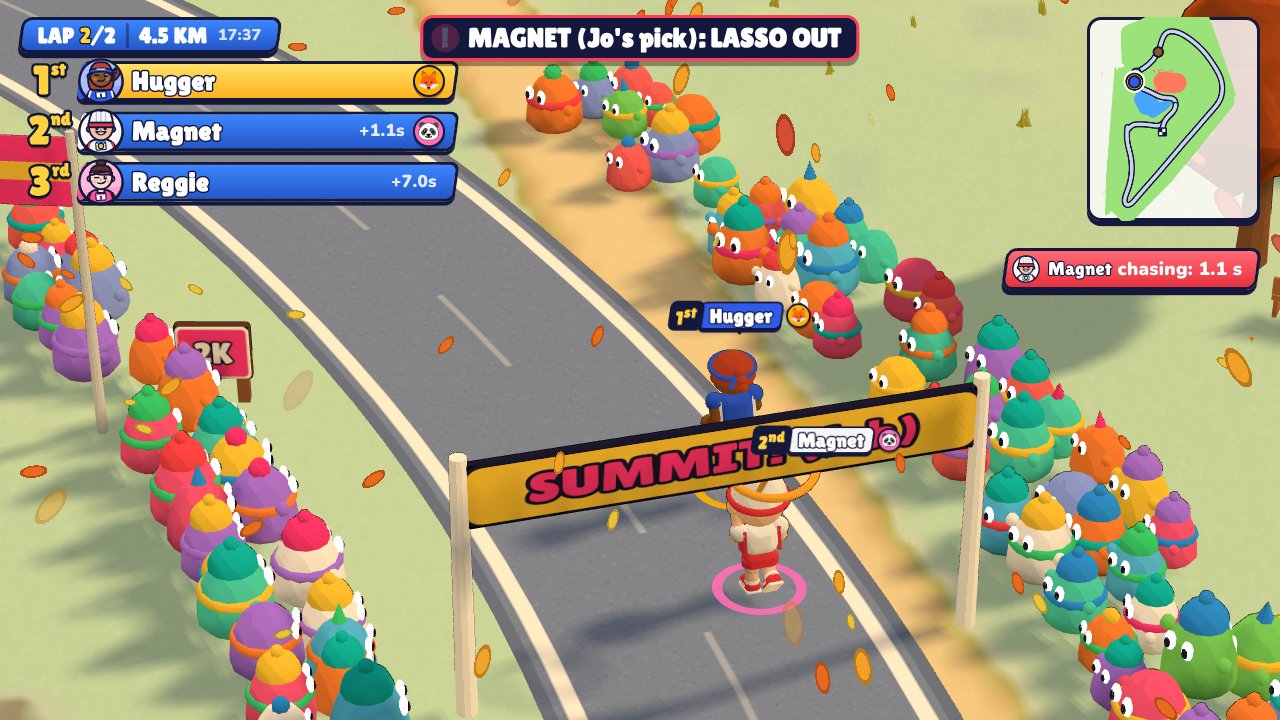 LAP 2/2 4.5 KM 17:37
MAGNET (Jo's pick): LASSO OUT
1st Hugger
2nd Magnet +1.1s
3rd Reggie +7.0s
Magnet chasing: 1.1 s
1st Hugger
2K
2nd Magnet